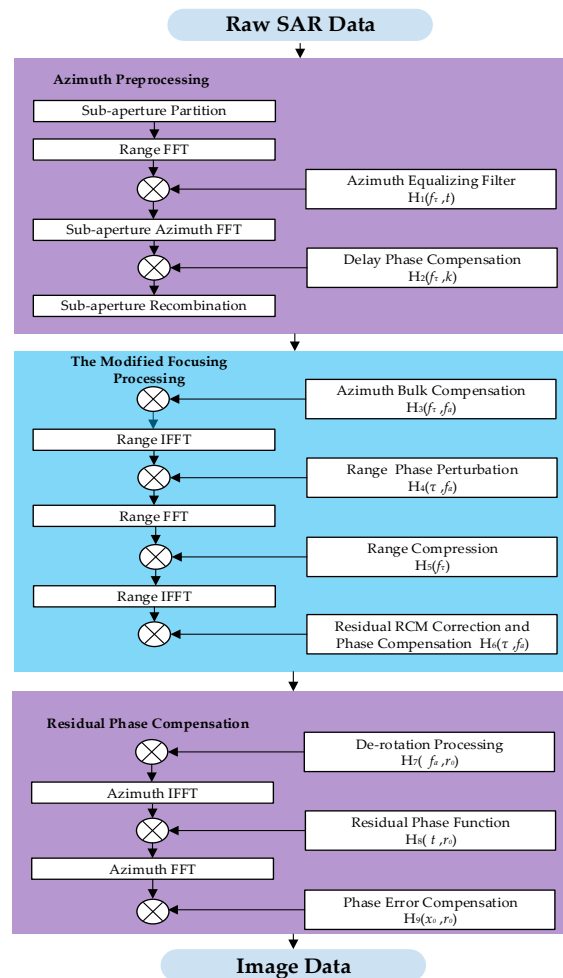 Raw SAR Data
Azimuth Preprocessing
Sub-aperture Partition
Range FFT
Azimuth Equalizing Filter
H₁(fτ ,t)
Sub-aperture Azimuth FFT
Delay Phase Compensation
H₂(fτ ,k)
Sub-aperture Recombination
The Modified Focusing
Processing
Azimuth Bulk Compensation
H₃(fτ ,fa)
Range IFFT
Range Phase Perturbation
H₄(τ ,fa)
Range FFT
Range Compression
H₅(fτ)
Range IFFT
Residual RCM Correction and
Phase Compensation H₆(τ ,fa)
Residual Phase Compensation
De-rotation Processing
H₇( fa ,r₀)
Azimuth IFFT
Residual Phase Function
H₈( t ,r₀)
Azimuth FFT
Phase Error Compensation
H₉(x₀ ,r₀)
Image Data